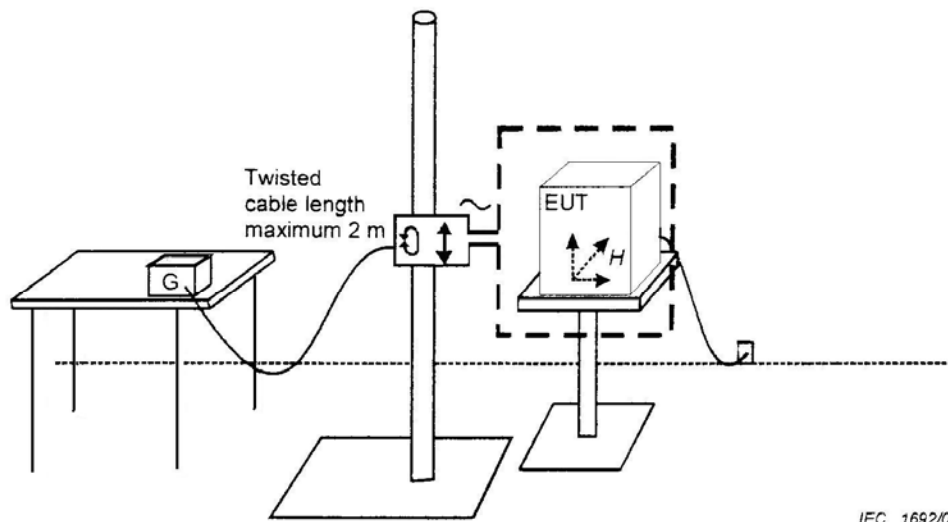 Twisted
cable length
maximum 2 m
G
EUT
H
IEC 1692/0